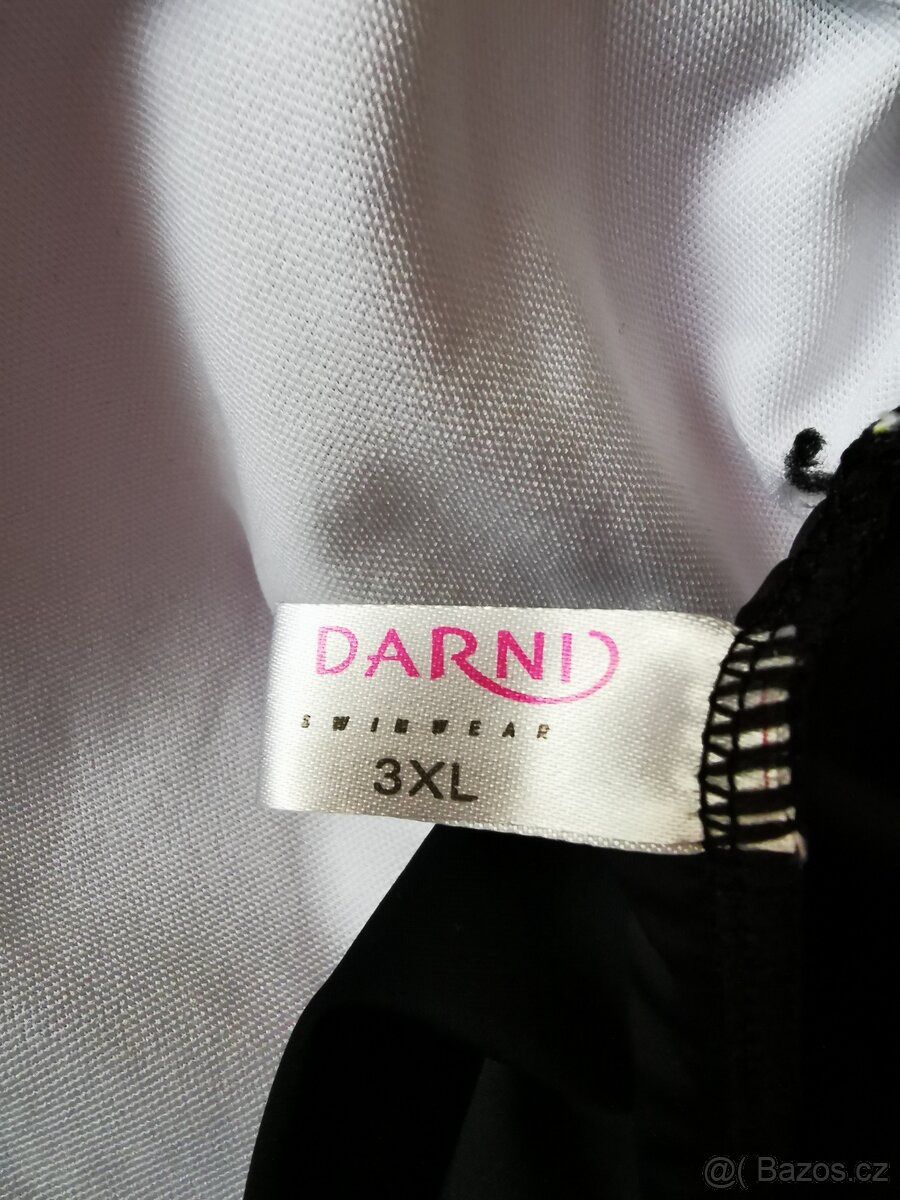 DARNI
SWIMWEAR
3XL
@( Bazos.cz